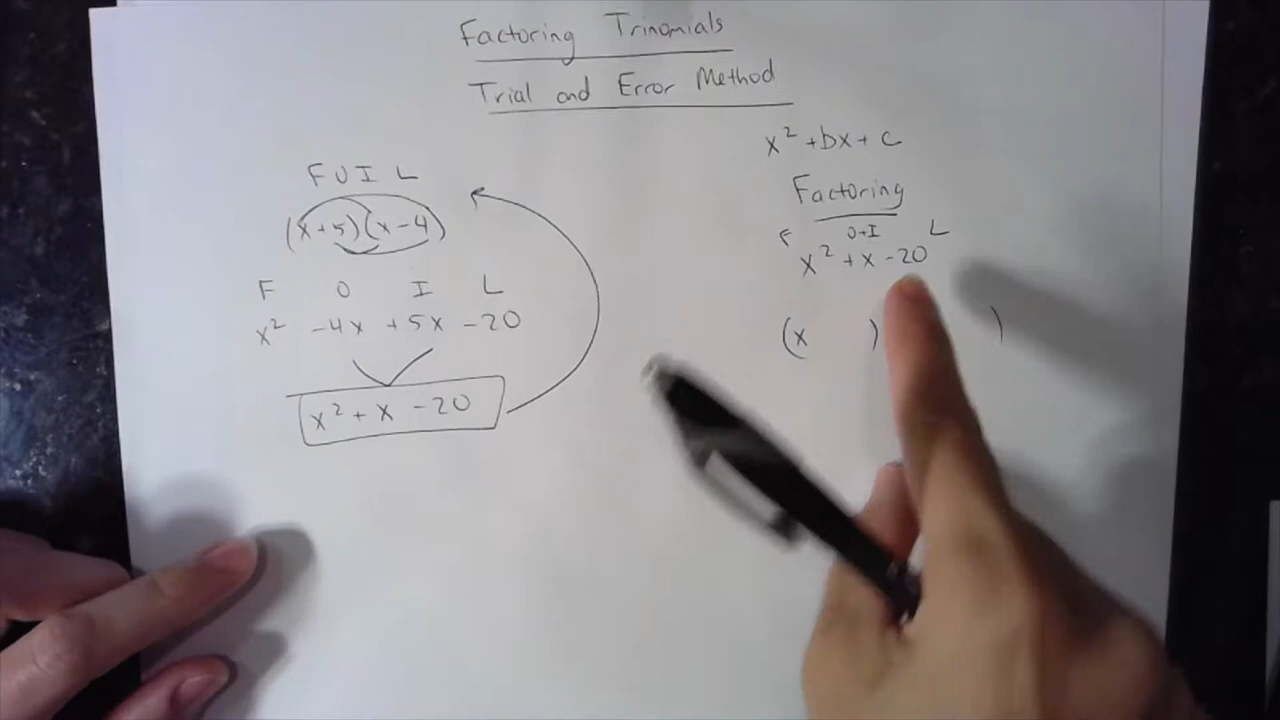 Factoring Trinomials
Trial and Error Method
F O I L
(x+5)(x-4)
F O I L
x² -4x +5x -20
x² + x - 20
x² + bx + c
Factoring
F O+I L
x² + x - 20
(x ) )